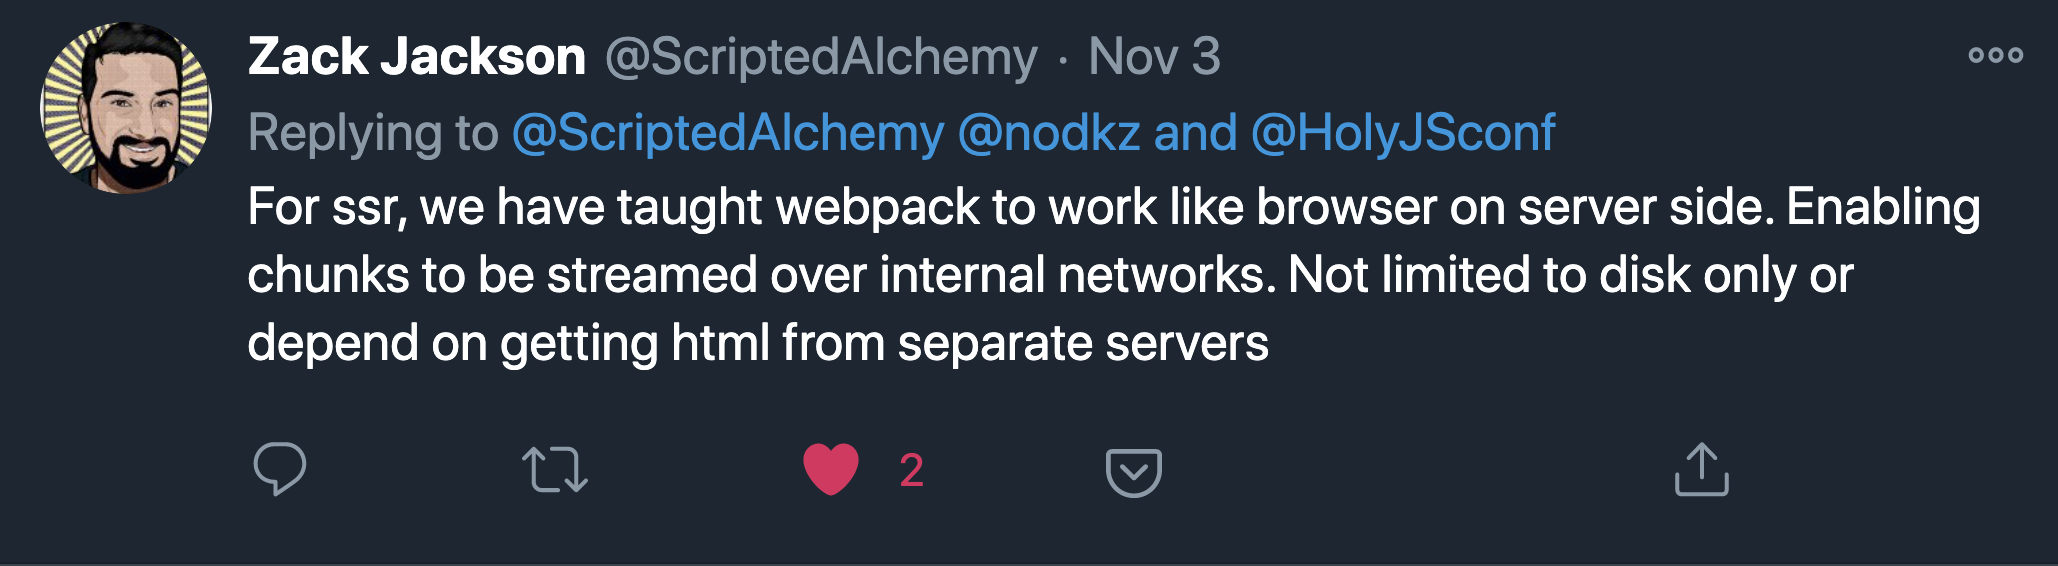 Zack Jackson @ScriptedAlchemy · Nov 3
Replying to @ScriptedAlchemy @nodkz and @HolyJSconf
For ssr, we have taught webpack to work like browser on server side. Enabling
chunks to be streamed over internal networks. Not limited to disk only or
depend on getting html from separate servers
2